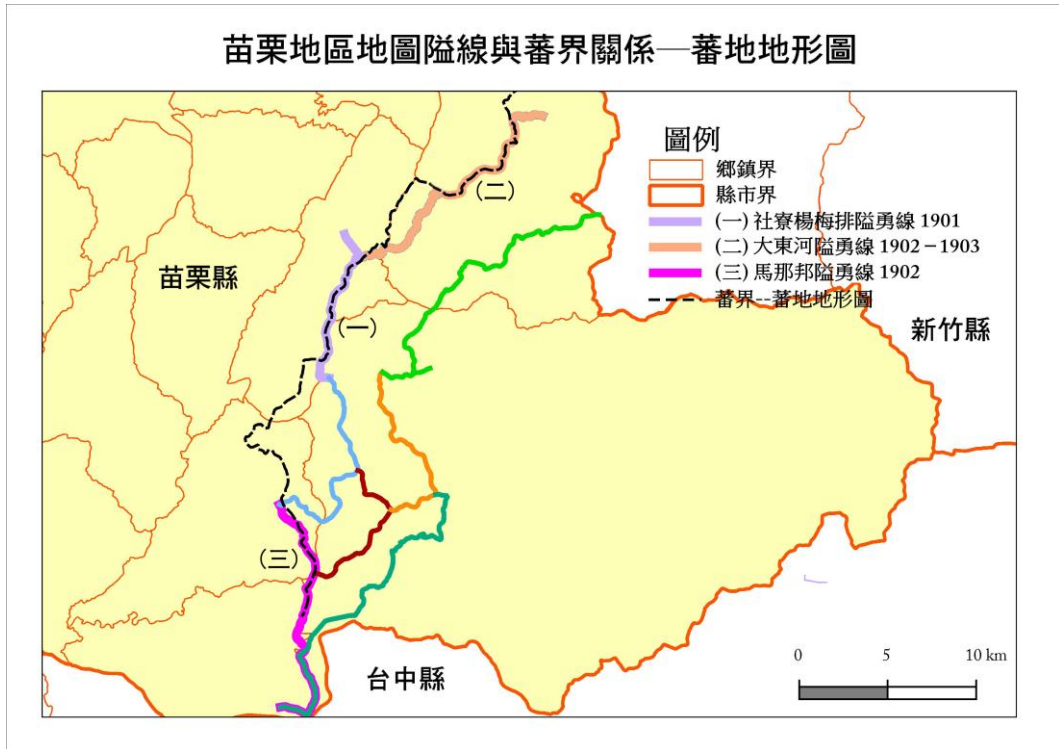 苗栗地區地圖隘線與蕃界關係—蕃地地形圖
圖例
鄉鎮界
縣市界
(一) 社寮楊梅排隘勇線 1901
(二) 大東河隘勇線 1902－1903
(三) 馬那邦隘勇線 1902
蕃界--蕃地地形圖
(二)
苗栗縣
新竹縣
(一)
(三)
台中縣
0 5 10 km